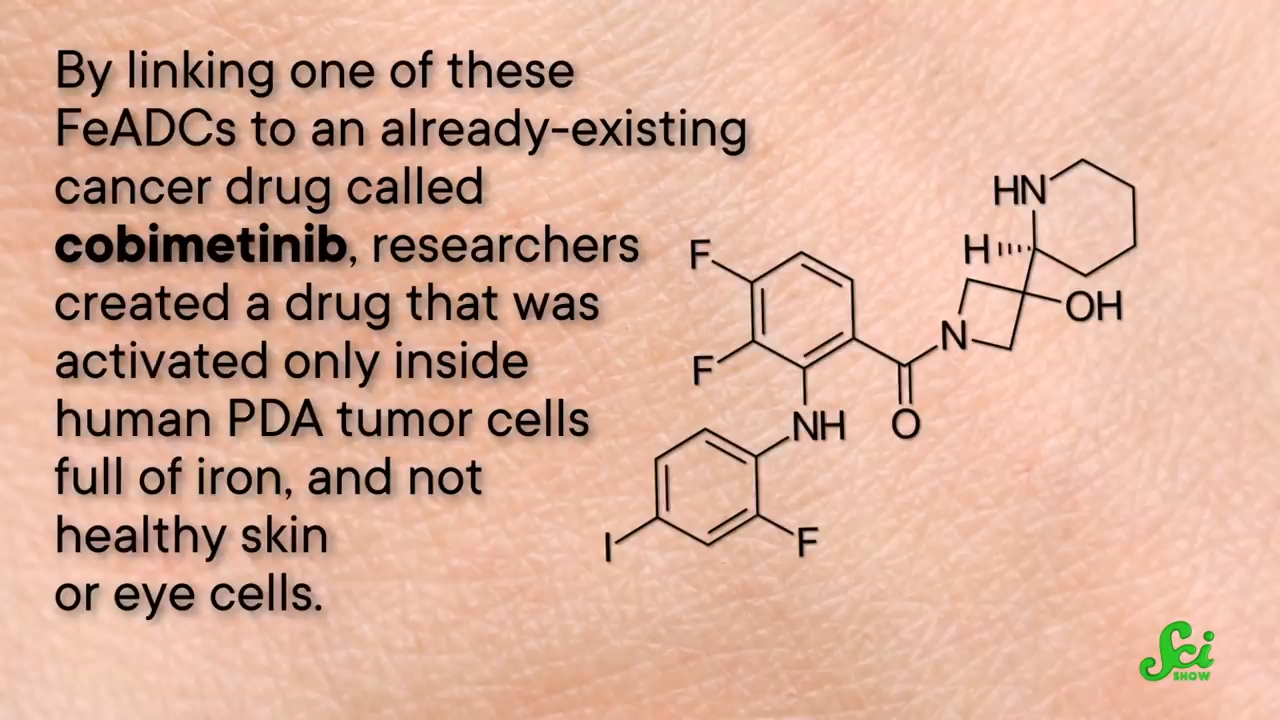 By linking one of these
FeADCs to an already-existing
cancer drug called
cobimetinib, researchers
created a drug that was
activated only inside
human PDA tumor cells
full of iron, and not
healthy skin
or eye cells.
HN
H
F
OH
N
F
NH
O
I
F
Sci
SHOW